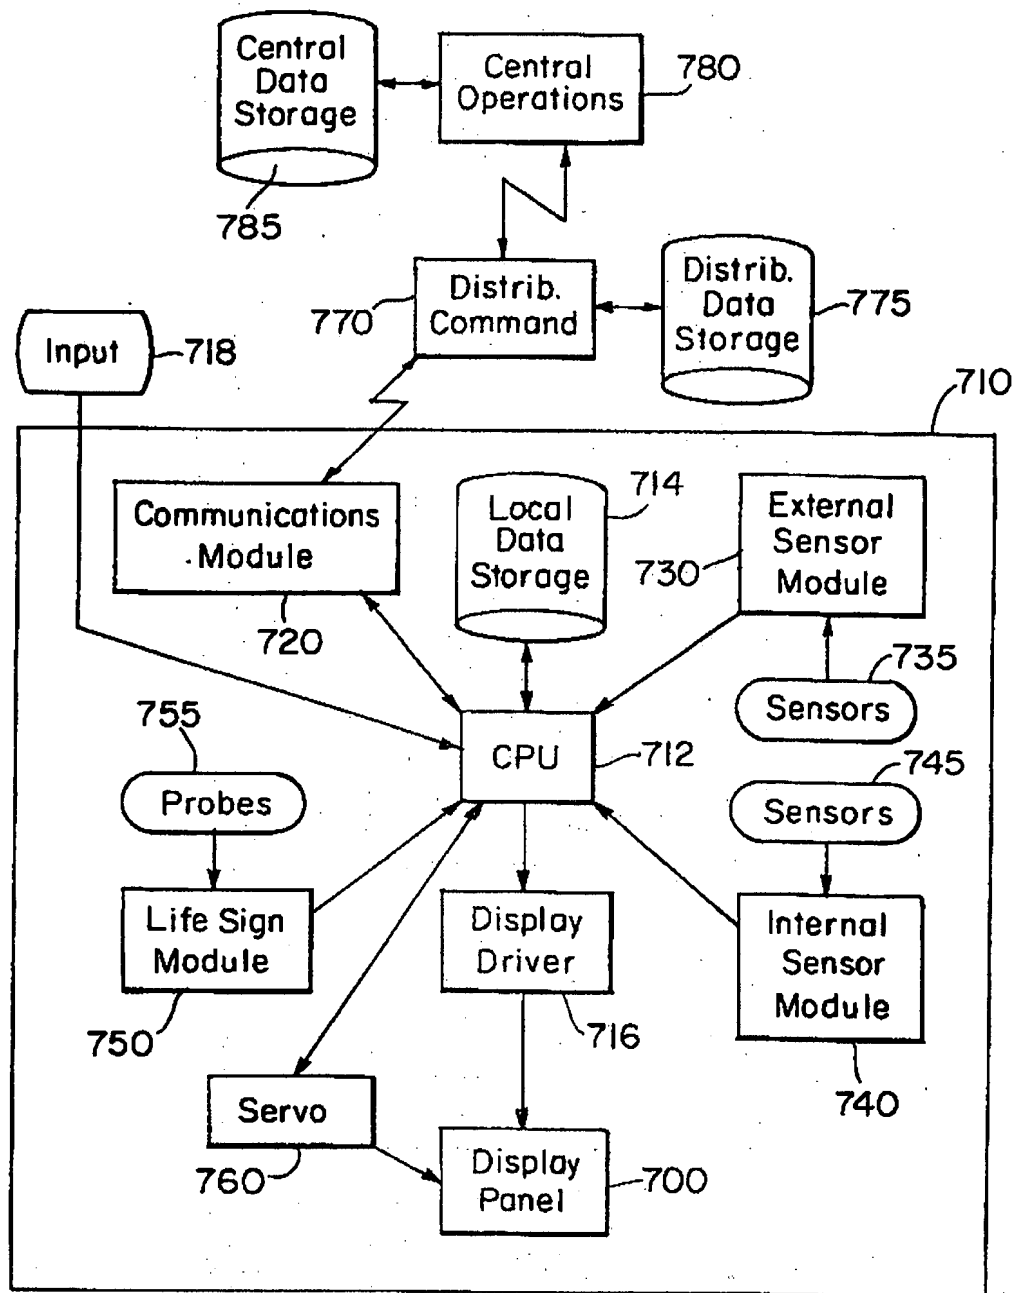 Central
Data
Storage
785
Central
Operations
780
Distrib.
Command
770
Distrib.
Data
Storage
775
Input
718
710
Communications
Module
720
Local
Data
Storage
714
External
Sensor
Module
730
Sensors
735
CPU
712
755
Probes
745
Sensors
Life Sign
Module
750
Display
Driver
716
Internal
Sensor
Module
740
Servo
760
Display
Panel
700